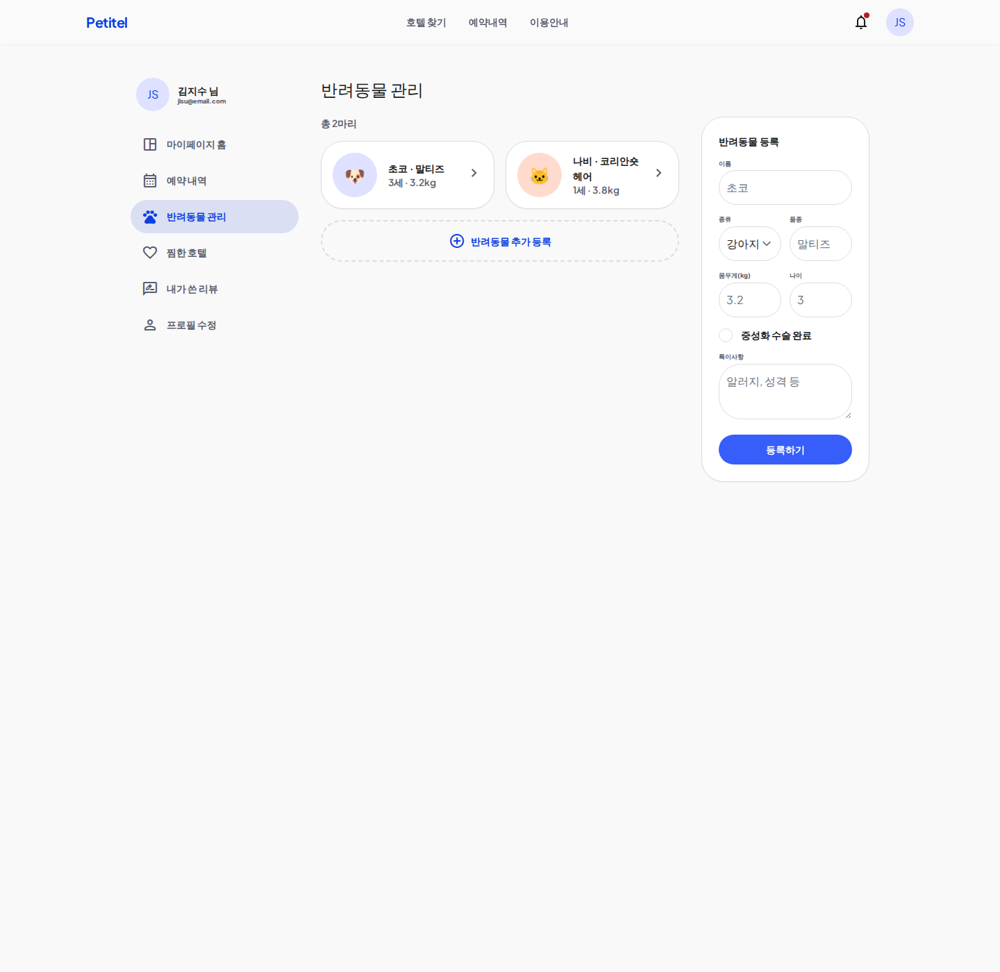 Petitel
호텔 찾기
예약내역
이용안내
JS
JS
김지수 님
jisu@email.com
마이페이지 홈
예약 내역
반려동물 관리
찜한 호텔
내가 쓴 리뷰
프로필 수정
반려동물 관리
총 2마리
초코 · 말티즈
3세 · 3.2kg
나비 · 코리안숏
헤어
1세 · 3.8kg
반려동물 추가 등록
반려동물 등록
이름
초코
종류
품종
강아지
말티즈
몸무게(kg)
나이
3.2
3
중성화 수술 완료
특이사항
알러지, 성격 등
등록하기